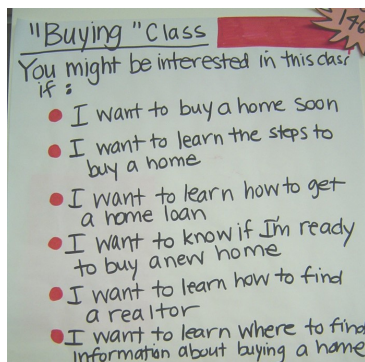 146
"Buying" Class
You might be interested in this class
if:
I want to buy a home soon
I want to learn the steps to
buy a home
I want to learn how to get
a home loan
I want to know if I'm ready
to buy a new home
I want to learn how to find
a realtor
I want to learn where to find
information about buying a home